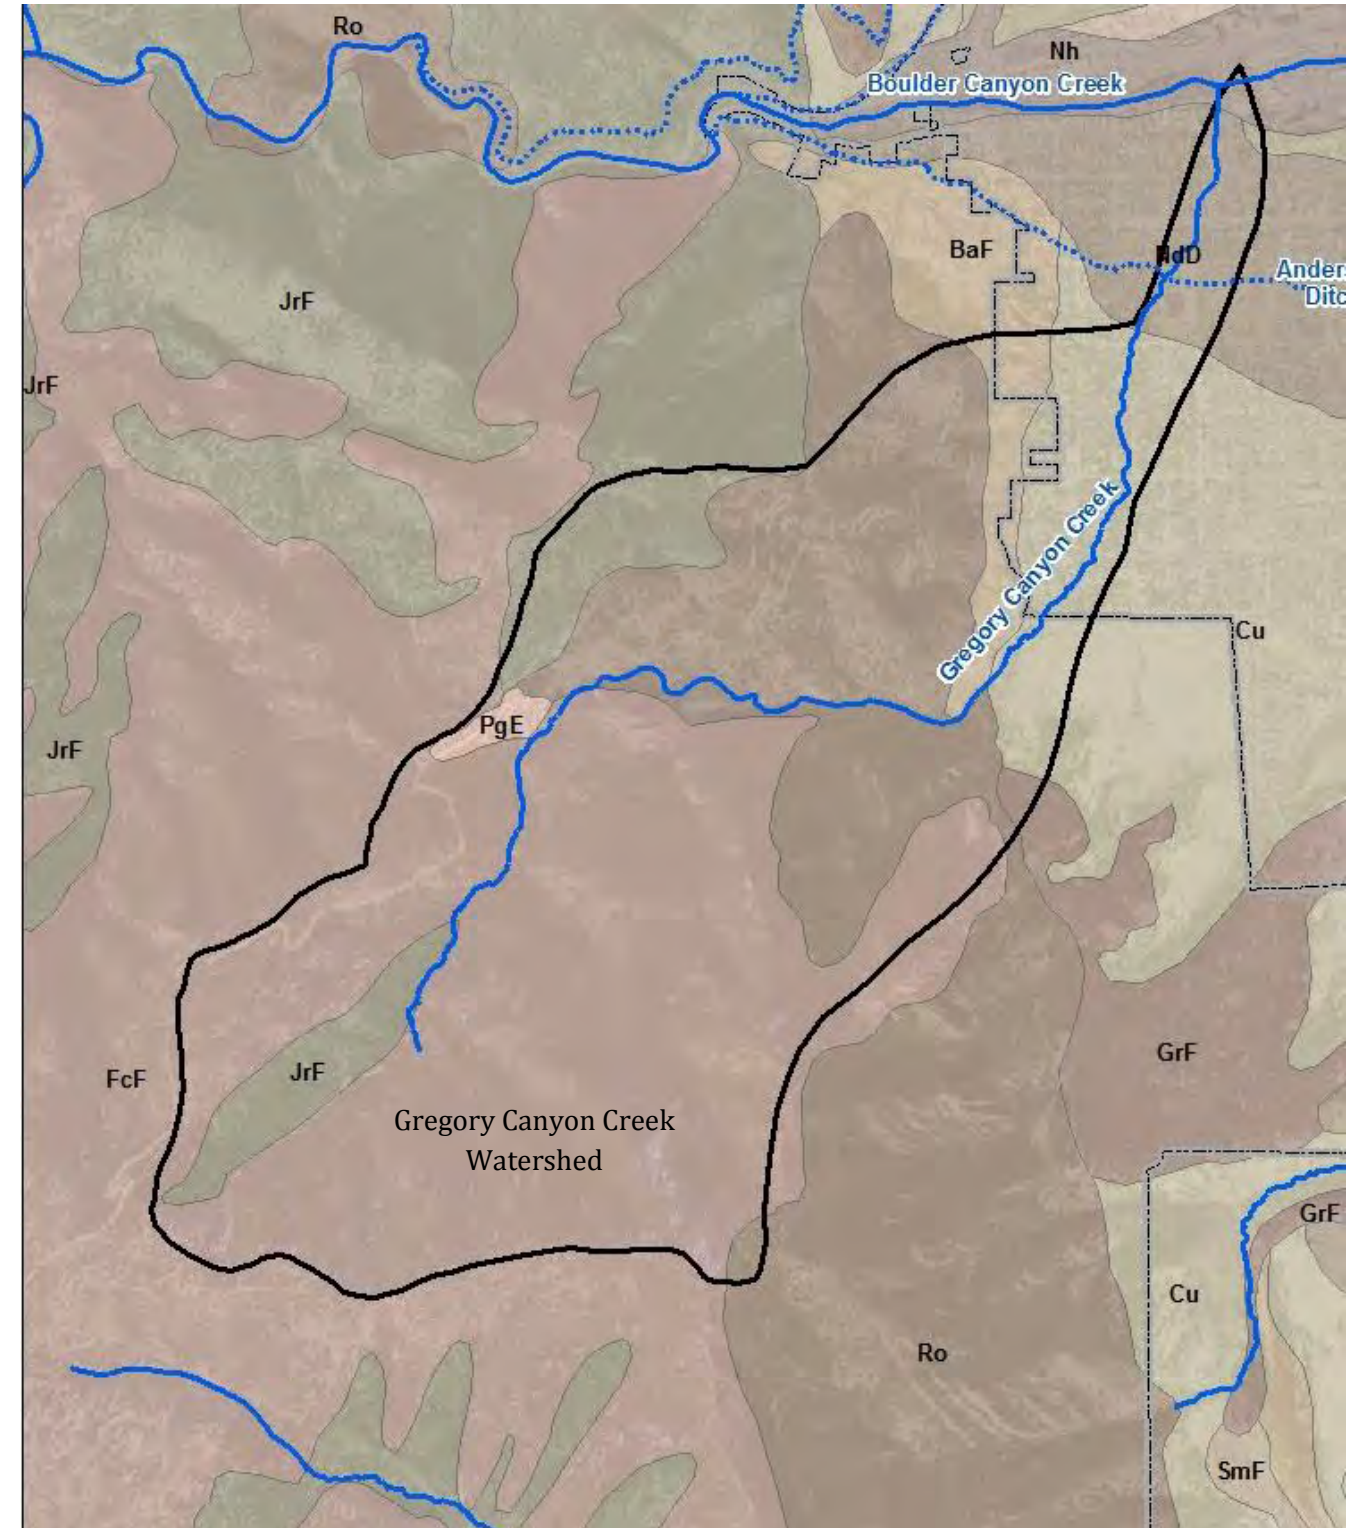 Ro
Nh
Boulder Canyon Creek
BaF
NdD
Anders
Ditc
JrF
JrF
Gregory Canyon Creek
Cu
PgE
JrF
GrF
FcF
JrF
Gregory Canyon Creek
Watershed
GrF
Cu
Ro
SmF